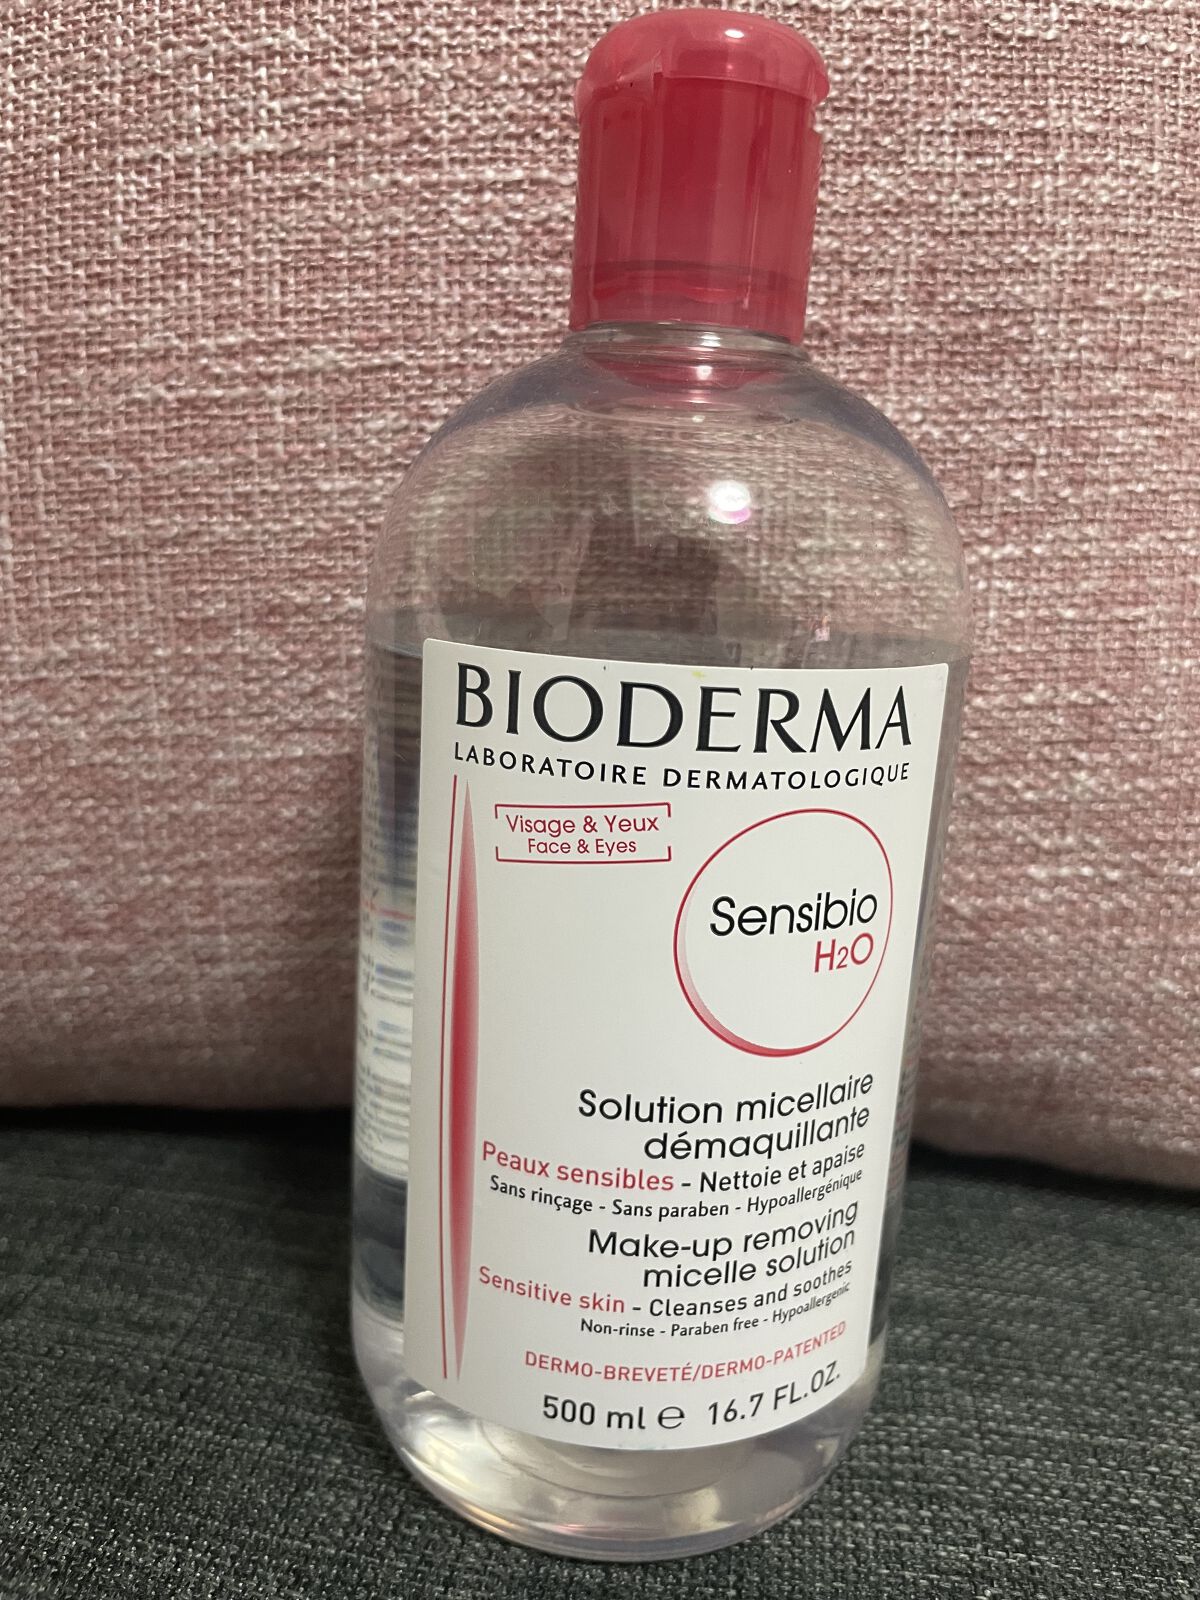 BIODERMA
LABORATOIRE DERMATOLOGIQUE
Visage & Yeux
Face & Eyes
Sensibio
H2O
Solution micellaire
démaquillante
Peaux sensibles - Nettoie et apaise
Sans rinçage - Sans paraben - Hypoallergénique
Make-up removing
micelle solution
Sensitive skin - Cleanses and soothes
Non-rinse - Paraben free - Hypoallergenic
DERMO-BREVETÉ/DERMO-PATENTED
500 ml ℮ 16.7 FL.OZ.